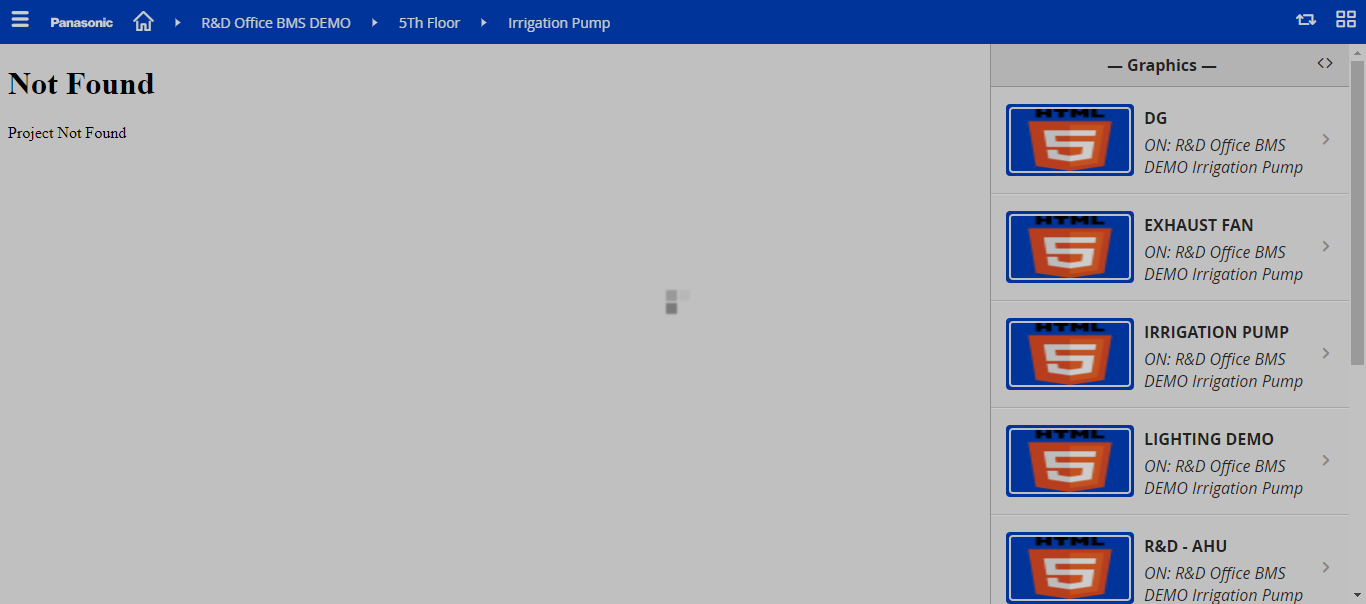 Panasonic R&D Office BMS DEMO 5Th Floor Irrigation Pump
Not Found
Project Not Found
— Graphics —
HTML
5
DG
ON: R&D Office BMS
DEMO Irrigation Pump
HTML
5
EXHAUST FAN
ON: R&D Office BMS
DEMO Irrigation Pump
HTML
5
IRRIGATION PUMP
ON: R&D Office BMS
DEMO Irrigation Pump
HTML
5
LIGHTING DEMO
ON: R&D Office BMS
DEMO Irrigation Pump
HTML
5
R&D - AHU
ON: R&D Office BMS
DEMO Irrigation Pump